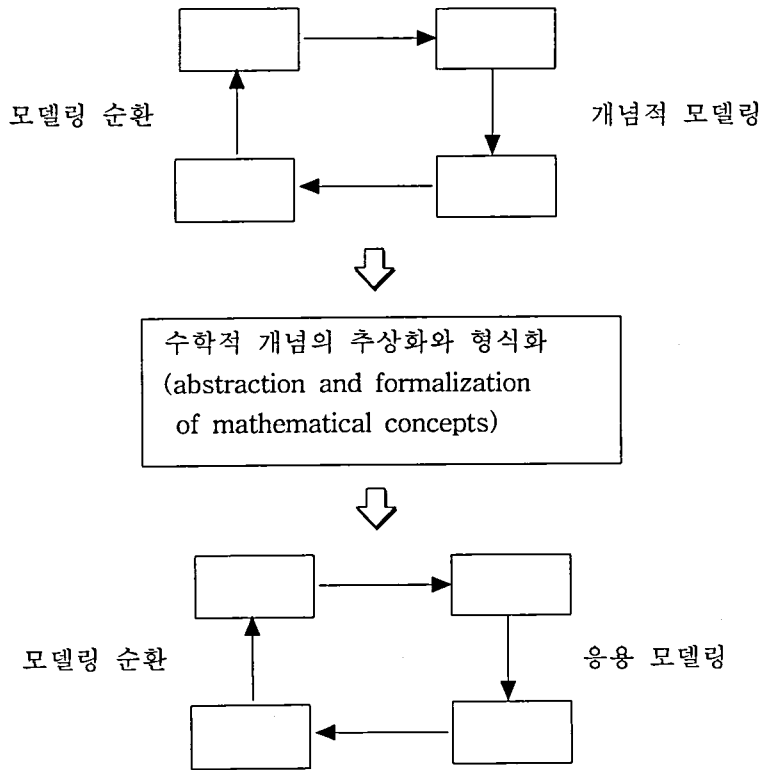 모델링 순환
개념적 모델링
수학적 개념의 추상화와 형식화
(abstraction and formalization
of mathematical concepts)
모델링 순환
응용 모델링